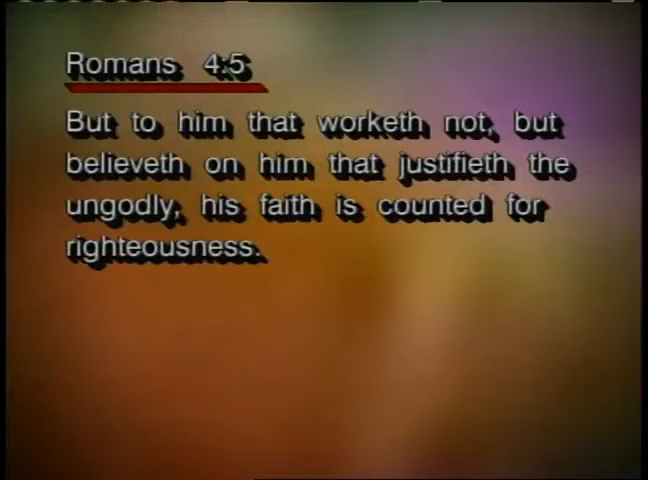 Romans 4:5
But to him that worketh not, but
believeth on him that justifieth the
ungodly, his faith is counted for
righteousness.